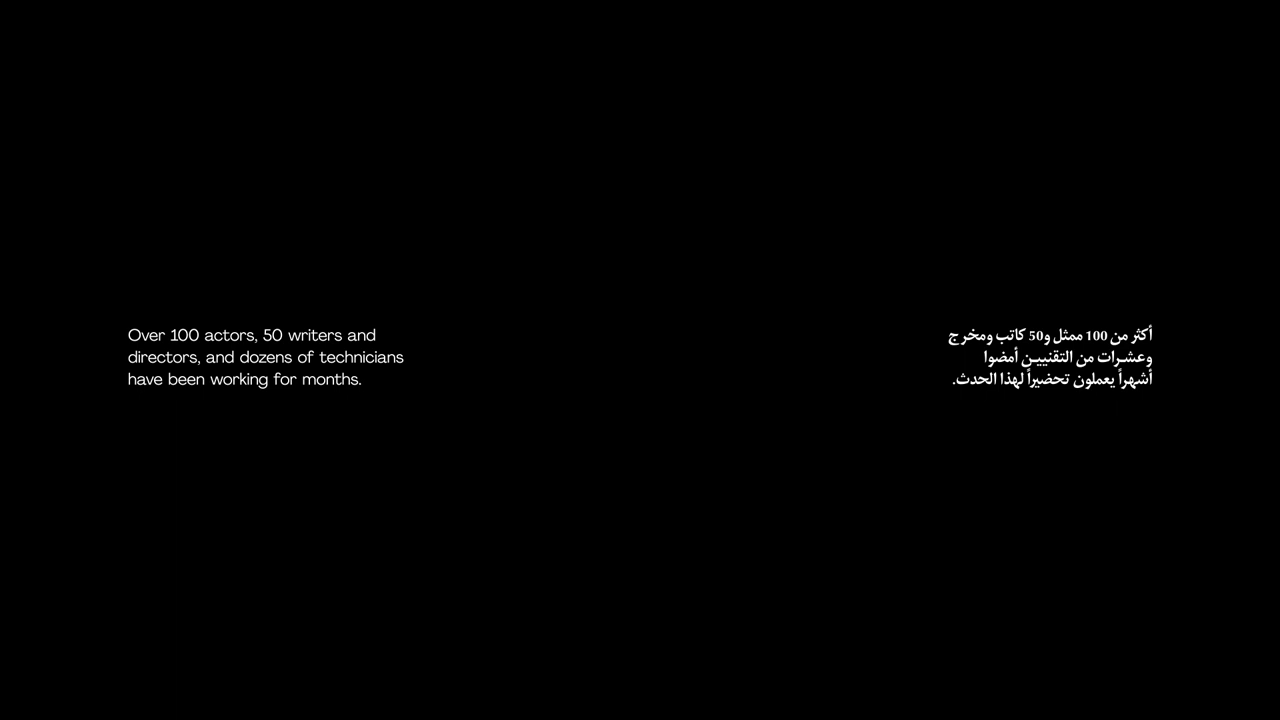 Over 100 actors, 50 writers and
directors, and dozens of technicians
have been working for months.
أكثر من 100 ممثل و50 كاتب ومخرج
وعشرات من التقنيين أمضوا
أشهراً يعملون تحضيراً لهذا الحدث.